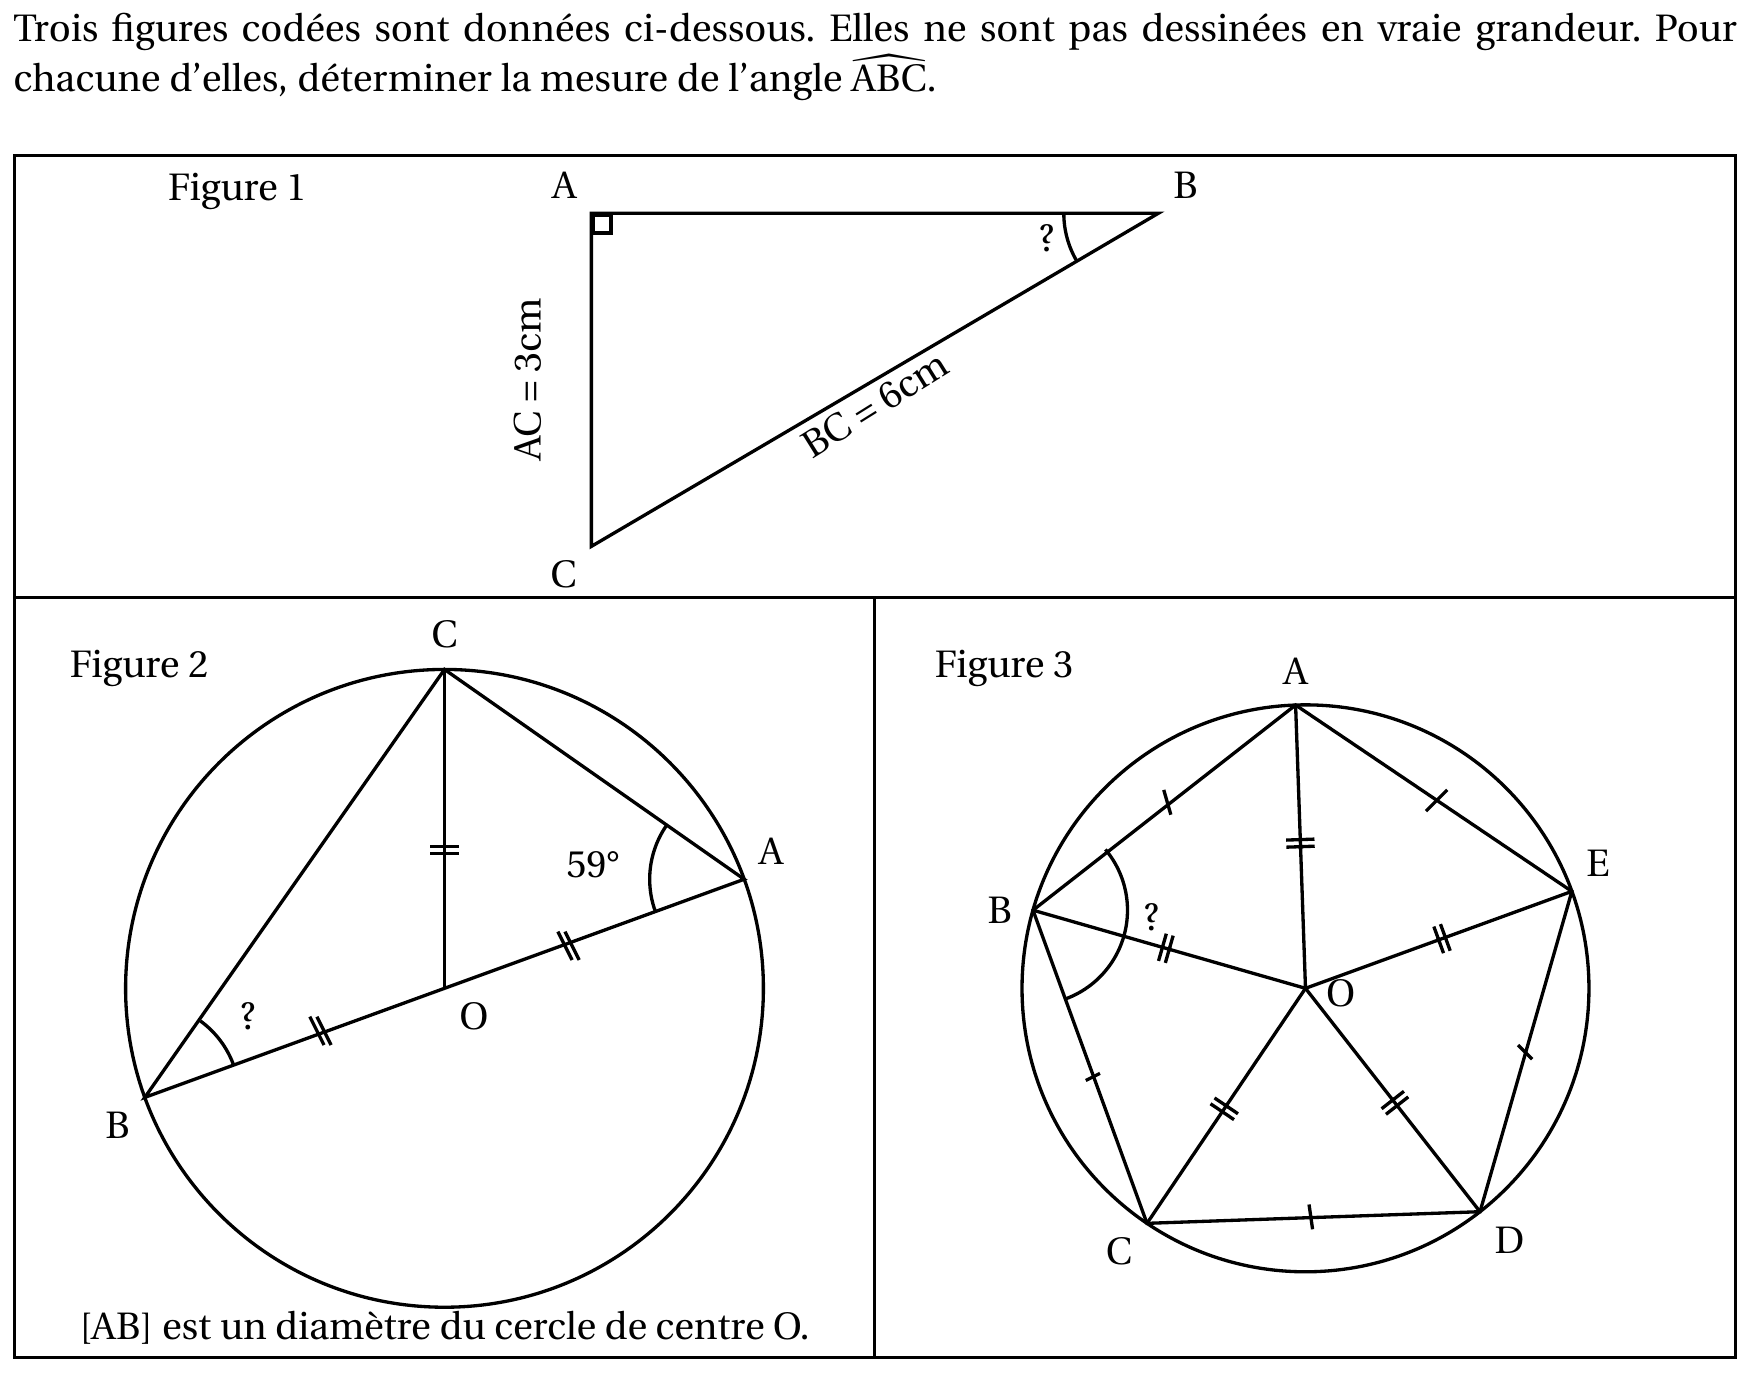 Trois figures codées sont données ci-dessous. Elles ne sont pas dessinées en vraie grandeur. Pour
chacune d’elles, déterminer la mesure de l’angle ABC.
Figure 1
A
B
?
AC = 3cm
BC = 6cm
C
Figure 2
C
59°
A
?
O
B
[AB] est un diamètre du cercle de centre O.
Figure 3
A
E
B
?
O
C
D